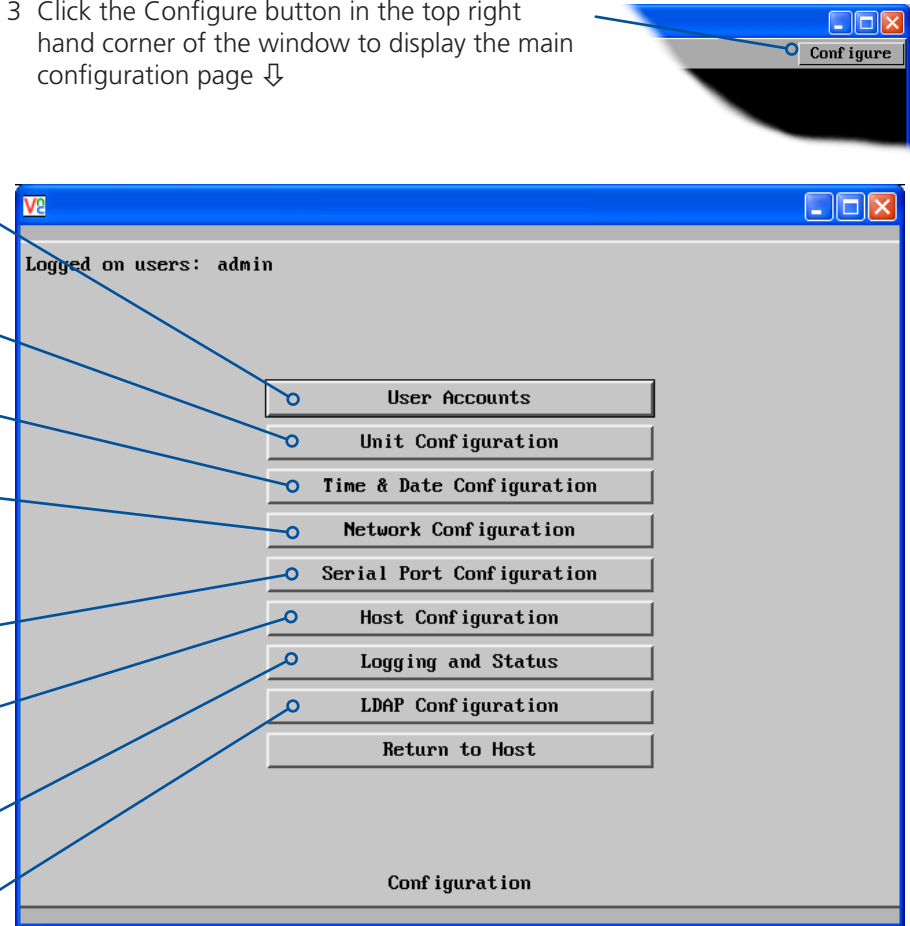 3 Click the Configure button in the top right
hand corner of the window to display the main
configuration page ⇩
Configure
VNC
Logged on users: admin
User Accounts
Unit Configuration
Time & Date Configuration
Network Configuration
Serial Port Configuration
Host Configuration
Logging and Status
LDAP Configuration
Return to Host
Configuration